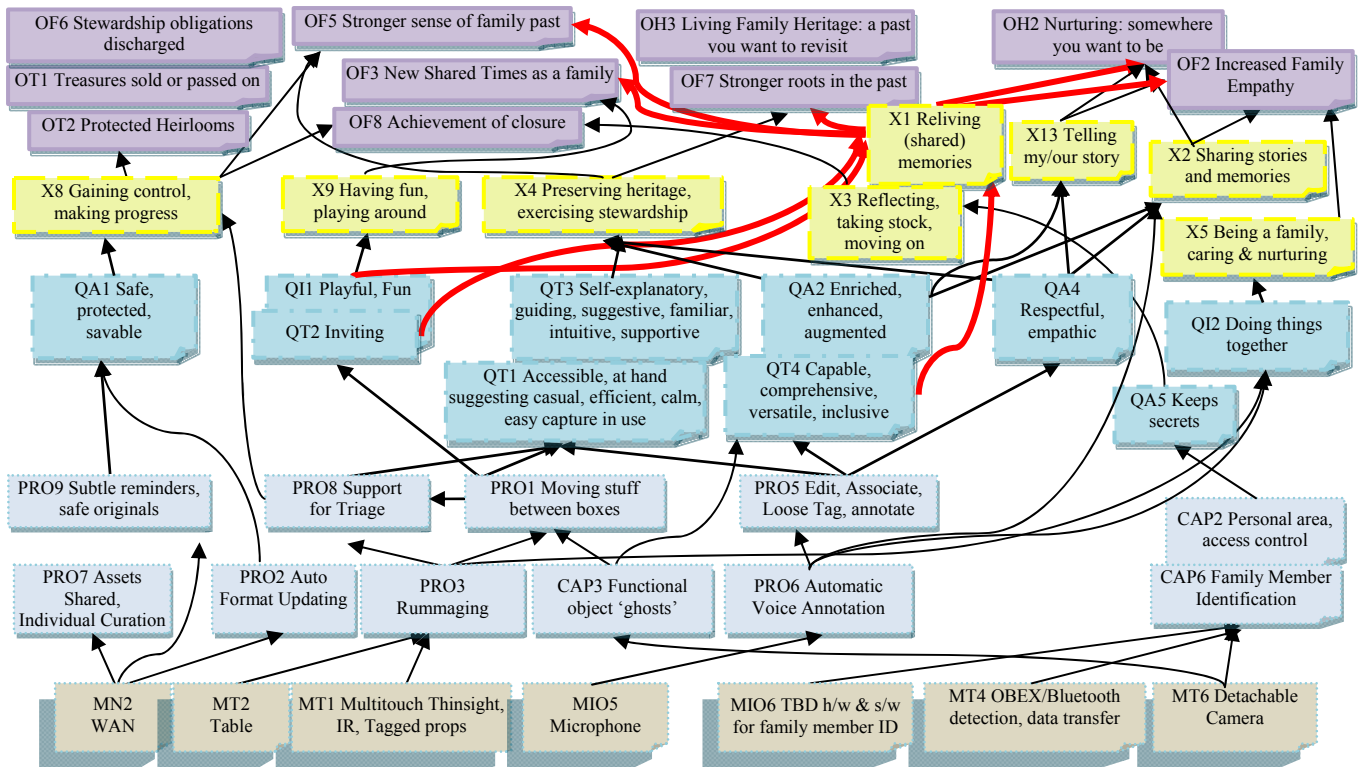 OF6 Stewardship obligations
discharged
OF5 Stronger sense of family past
OH3 Living Family Heritage: a past
you want to revisit
OH2 Nurturing: somewhere
you want to be
OT1 Treasures sold or passed on
OF3 New Shared Times as a family
OF7 Stronger roots in the past
OF2 Increased Family
Empathy
OT2 Protected Heirlooms
OF8 Achievement of closure
X1 Reliving
(shared)
memories
X13 Telling
my/our story
X2 Sharing stories
and memories
X8 Gaining control,
making progress
X9 Having fun,
playing around
X4 Preserving heritage,
exercising stewardship
X3 Reflecting,
taking stock,
moving on
X5 Being a family,
caring & nurturing
QA1 Safe,
protected,
savable
QI1 Playful, Fun
QT2 Inviting
QT3 Self-explanatory,
guiding, suggestive, familiar,
intuitive, supportive
QA2 Enriched,
enhanced,
augmented
QA4
Respectful,
empathic
QI2 Doing things
together
QT1 Accessible, at hand
suggesting casual, efficient, calm,
easy capture in use
QT4 Capable,
comprehensive,
versatile, inclusive
QA5 Keeps
secrets
PRO9 Subtle reminders,
safe originals
PRO8 Support
for Triage
PRO1 Moving stuff
between boxes
PRO5 Edit, Associate,
Loose Tag, annotate
CAP2 Personal area,
access control
PRO7 Assets
Shared,
Individual Curation
PRO2 Auto
Format Updating
PRO3
Rummaging
CAP3 Functional
object ‘ghosts’
PRO6 Automatic
Voice Annotation
CAP6 Family Member
Identification
MN2
WAN
MT2
Table
MT1 Multitouch Thinsight,
IR, Tagged props
MIO5
Microphone
MIO6 TBD h/w & s/w
for family member ID
MT4 OBEX/Bluetooth
detection, data transfer
MT6 Detachable
Camera